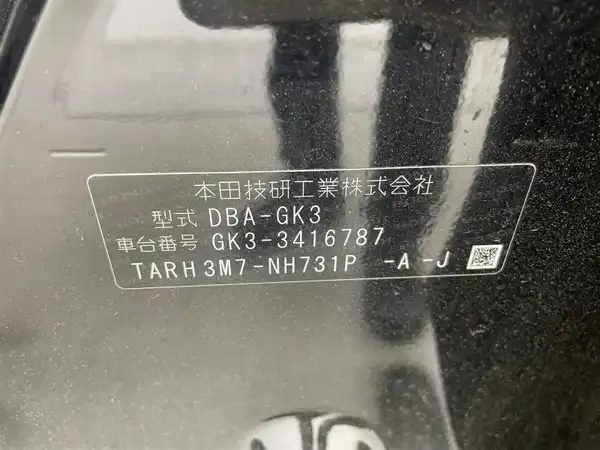 本田技研工業株式会社
型式 DBA-GK3
車台番号 GK3-3416787
TARH3M7-NH731P -A -J